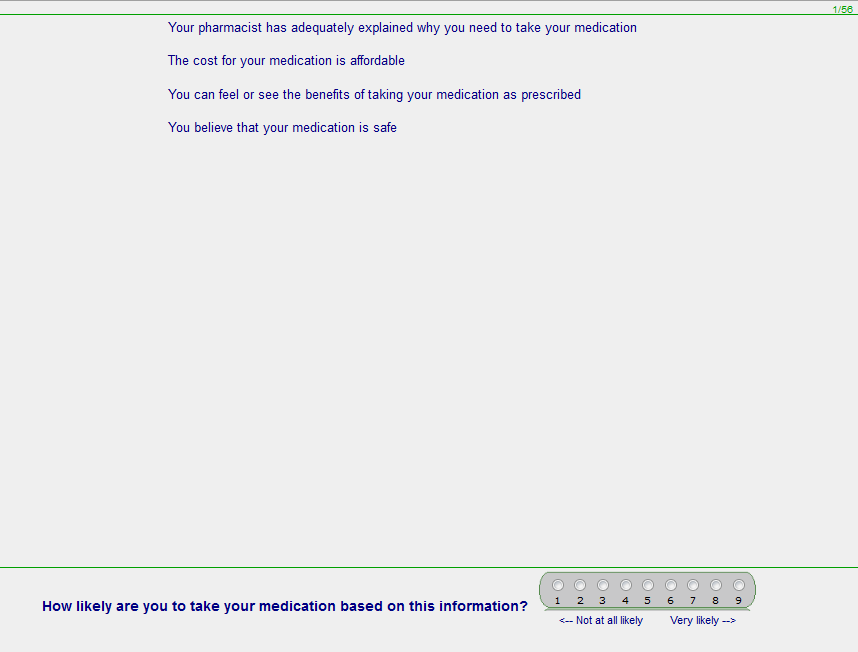 1/56
Your pharmacist has adequately explained why you need to take your medication
The cost for your medication is affordable
You can feel or see the benefits of taking your medication as prescribed
You believe that your medication is safe
How likely are you to take your medication based on this information?
1 2 3 4 5 6 7 8 9
<-- Not at all likely Very likely -->